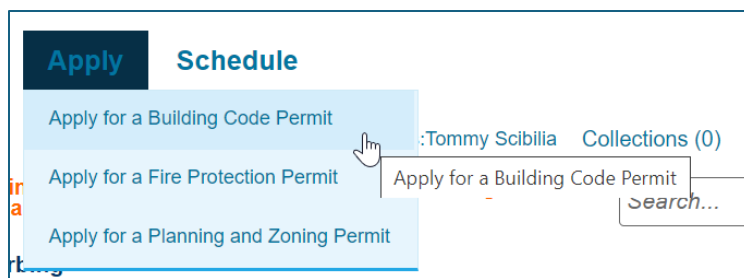 Apply Schedule
Apply for a Building Code Permit
:Tommy Scibilia Collections (0)
Apply for a Fire Protection Permit
Apply for a Building Code Permit
Search...
Apply for a Planning and Zoning Permit